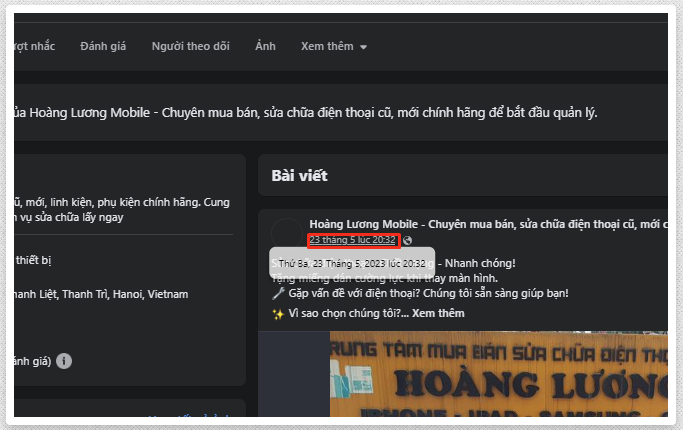 ượt nhắc Đánh giá Người theo dõi Ảnh Xem thêm
ủa Hoàng Lương Mobile - Chuyên mua bán, sửa chữa điện thoại cũ, mới chính hãng để bắt đầu quản lý.
Bài viết
ũ, mới, linh kiện, phụ kiện chính hãng. Cung
vụ sửa chữa lấy ngay
thiết bị
anh Liệt, Thanh Trì, Hanoi, Vietnam
ánh giá)
Hoàng Lương Mobile - Chuyên mua bán, sửa chữa điện thoại cũ, mới c
23 tháng 5 lúc 20:32
Thứ Ba, 23 Tháng 5, 2023 lúc 20:32
- Nhanh chóng!
Tặng miếng dán cường lực khi thay màn hình.
🔧 Gặp vấn đề với điện thoại? Chúng tôi sẵn sàng giúp bạn!
✨ Vì sao chọn chúng tôi?... Xem thêm
TRUNG TÂM MUA BÁN SỬA CHỮA ĐIỆN THO
HOÀNG LƯƠNG
IPHONE - IPAD - SAMSUNG